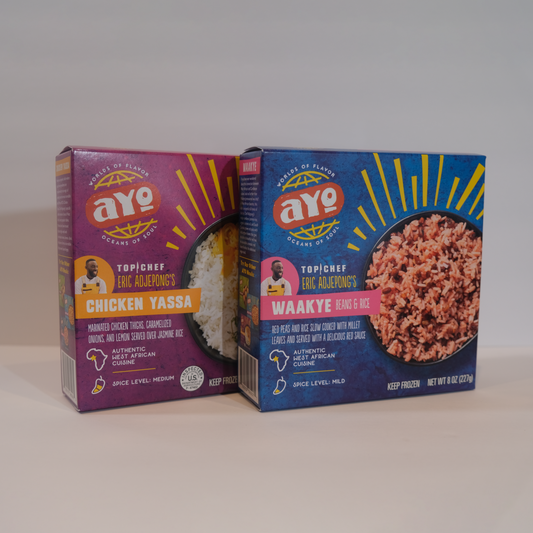 WORLDS OF FLAVOR
AYO
OCEANS OF SOUL
TOP CHEF
ERIC ADJEPONG'S
CHICKEN YASSA
MARINATED CHICKEN THIGHS, CARAMELIZED
ONIONS, AND LEMON SERVED OVER JASMINE RICE
AUTHENTIC
WEST AFRICAN
CUISINE
SPICE LEVEL: MEDIUM
U.S.
KEEP FROZEN
WAAKYE
WORLDS OF FLAVOR
AYO
OCEANS OF SOUL
TOP CHEF
ERIC ADJEPONG'S
WAAKYE BEANS & RICE
RED PEAS AND RICE SLOW COOKED WITH MILLET
LEAVES AND SERVED WITH A DELICIOUS RED SAUCE
AUTHENTIC
WEST AFRICAN
CUISINE
SPICE LEVEL: MILD
KEEP FROZEN NET WT 8 OZ (227g)